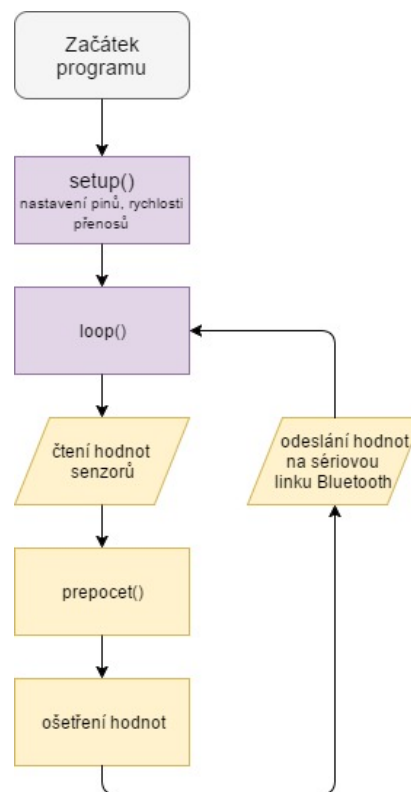 Začátek
programu
setup()
nastavení pinů, rychlosti
přenosů
loop()
čtení hodnot
senzorů
odeslání hodnot,
na sériovou
linku Bluetooth
prepocet()
ošetření hodnot